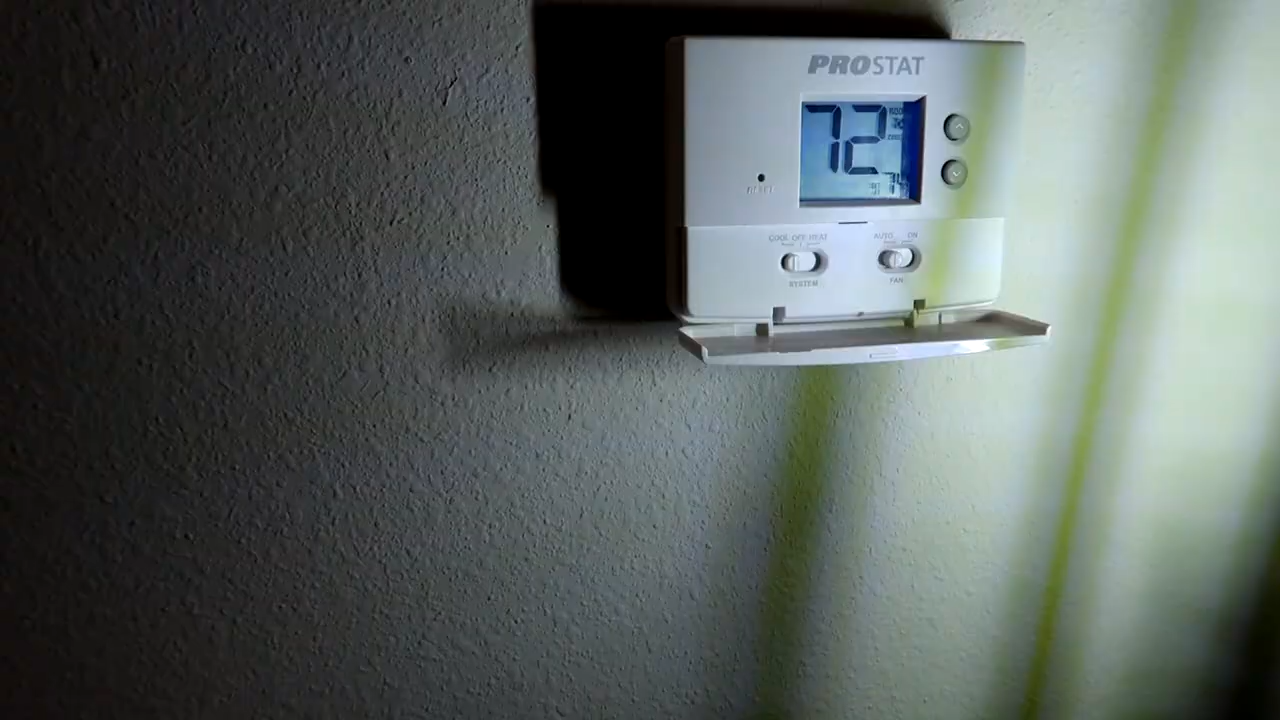 PROSTAT
72
RESET
COOL OFF HEAT
AUTO ON
SYSTEM
FAN